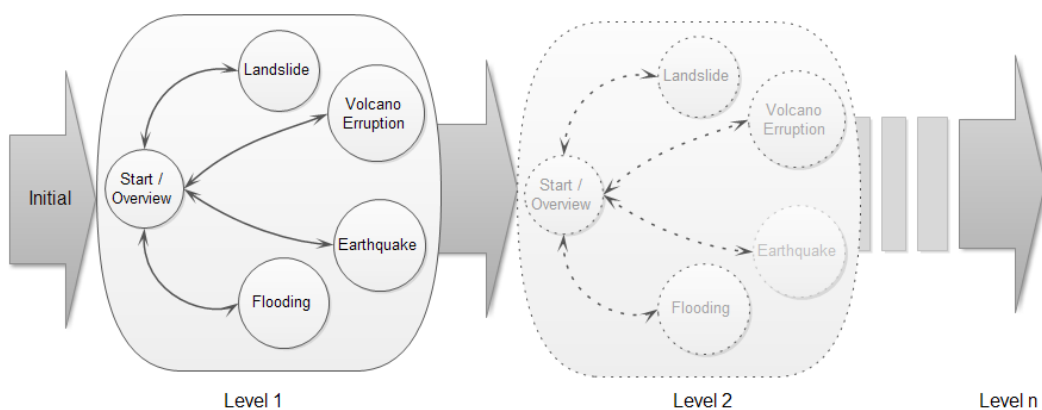 Initial
Landslide
Volcano
Erruption
Start /
Overview
Earthquake
Flooding
Level 1
Landslide
Volcano
Erruption
Start /
Overview
Earthquake
Flooding
Level 2
Level n